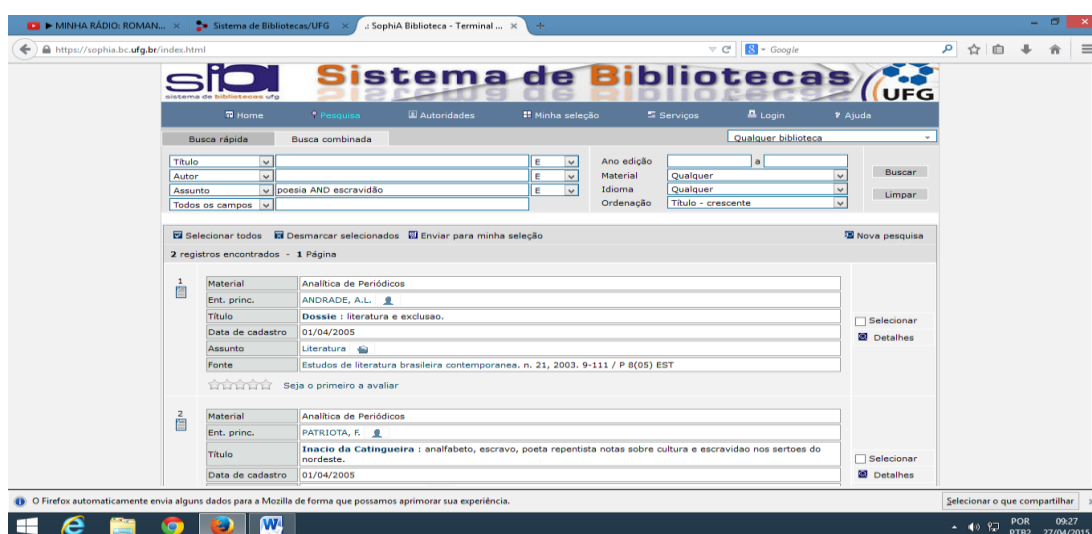 ▶ MINHA RÁDIO: ROMAN... × Sistema de Bibliotecas/UFG × .: SophiA Biblioteca - Terminal ... × +
https://sophia.bc.ufg.br/index.html Google
sibi Sistema de Bibliotecas UFG
sistema de bibliotecas ufg
Home Pesquisa Autoridades Minha seleção Serviços Login Ajuda
Busca rápida Busca combinada Qualquer biblioteca
Título E Ano edição a
Autor E Material Qualquer Buscar
Assunto poesia AND escravidão E Idioma Qualquer
Todos os campos Ordenação Título - crescente Limpar
Selecionar todos Desmarcar selecionados Enviar para minha seleção Nova pesquisa
2 registros encontrados - 1 Página
1 Material Analítica de Periódicos
Ent. princ. ANDRADE, A.L.
Título Dossie : literatura e exclusao.
Selecionar
Data de cadastro 01/04/2005
Detalhes
Assunto Literatura
Fonte Estudos de literatura brasileira contemporanea. n. 21, 2003. 9-111 / P 8(05) EST
Seja o primeiro a avaliar
2 Material Analítica de Periódicos
Ent. princ. PATRIOTA, F.
Título Inacio da Catingueira : analfabeto, escravo, poeta repentista notas sobre cultura e escravidao nos sertoes do
nordeste.
Selecionar
Data de cadastro 01/04/2005 Detalhes
O Firefox automaticamente envia alguns dados para a Mozilla de forma que possamos aprimorar sua experiência. Selecionar o que compartilhar ×
POR 09:27
PTB2 27/04/2015